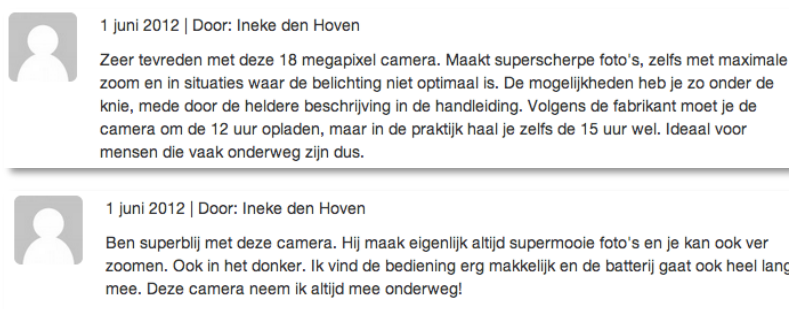 1 juni 2012 | Door: Ineke den Hoven
Zeer tevreden met deze 18 megapixel camera. Maakt superscherpe foto's, zelfs met maximale
zoom en in situaties waar de belichting niet optimaal is. De mogelijkheden heb je zo onder de
knie, mede door de heldere beschrijving in de handleiding. Volgens de fabrikant moet je de
camera om de 12 uur opladen, maar in de praktijk haal je zelfs de 15 uur wel. Ideaal voor
mensen die vaak onderweg zijn dus.
1 juni 2012 | Door: Ineke den Hoven
Ben superblij met deze camera. Hij maak eigenlijk altijd supermooie foto's en je kan ook ver
zoomen. Ook in het donker. Ik vind de bediening erg makkelijk en de batterij gaat ook heel lang
mee. Deze camera neem ik altijd mee onderweg!